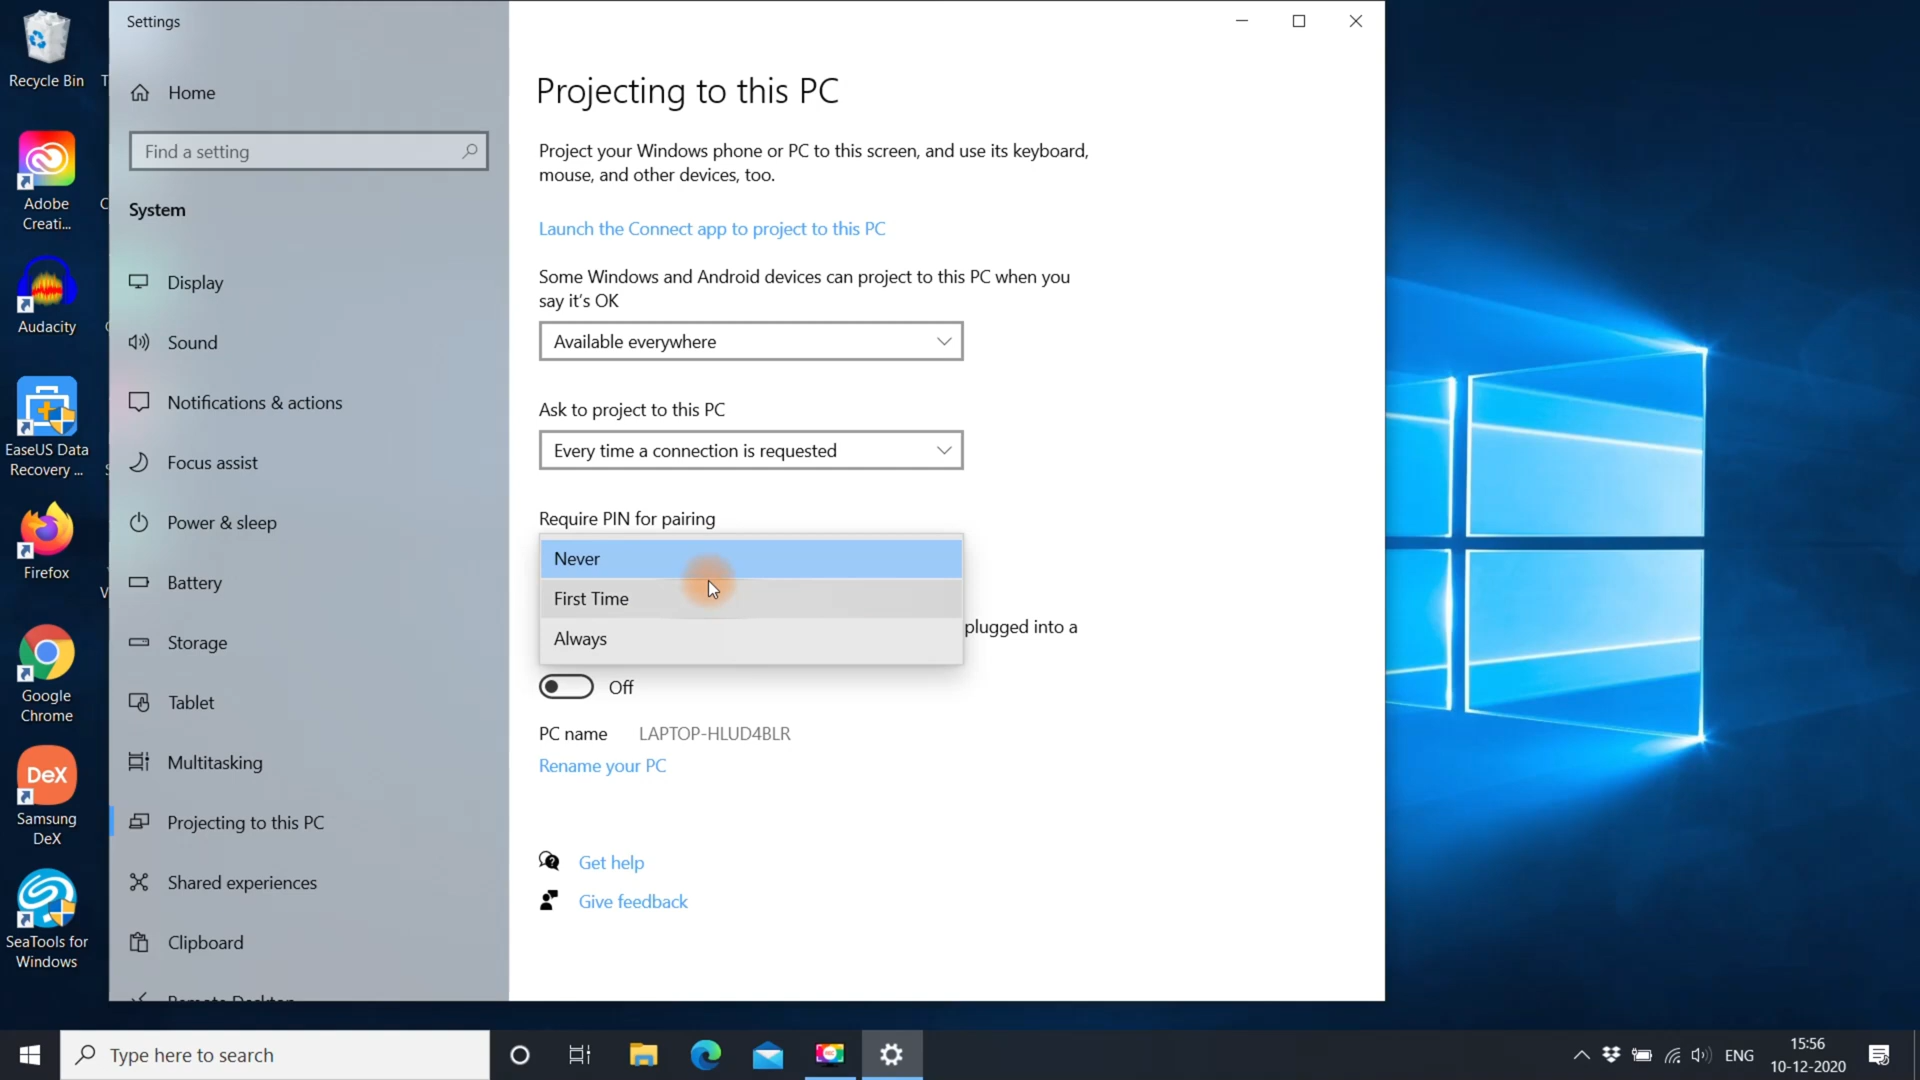 Settings
Home
Find a setting
System
Display
Sound
Notifications & actions
Focus assist
Power & sleep
Battery
Storage
Tablet
Multitasking
Projecting to this PC
Shared experiences
Clipboard
Remote Desktop
Projecting to this PC
Project your Windows phone or PC to this screen, and use its keyboard,
mouse, and other devices, too.
Launch the Connect app to project to this PC
Some Windows and Android devices can project to this PC when you
say it's OK
Available everywhere
Ask to project to this PC
Every time a connection is requested
Require PIN for pairing
Never
First Time
Always
plugged into a
Off
PC name LAPTOP-HLUD4BLR
Rename your PC
Get help
Give feedback
Recycle Bin
Adobe
Creati...
Audacity
EaseUS Data
Recovery ...
Firefox
Google
Chrome
DeX
Samsung
DeX
SeaTools for
Windows
Type here to search
ENG
15:56
10-12-2020